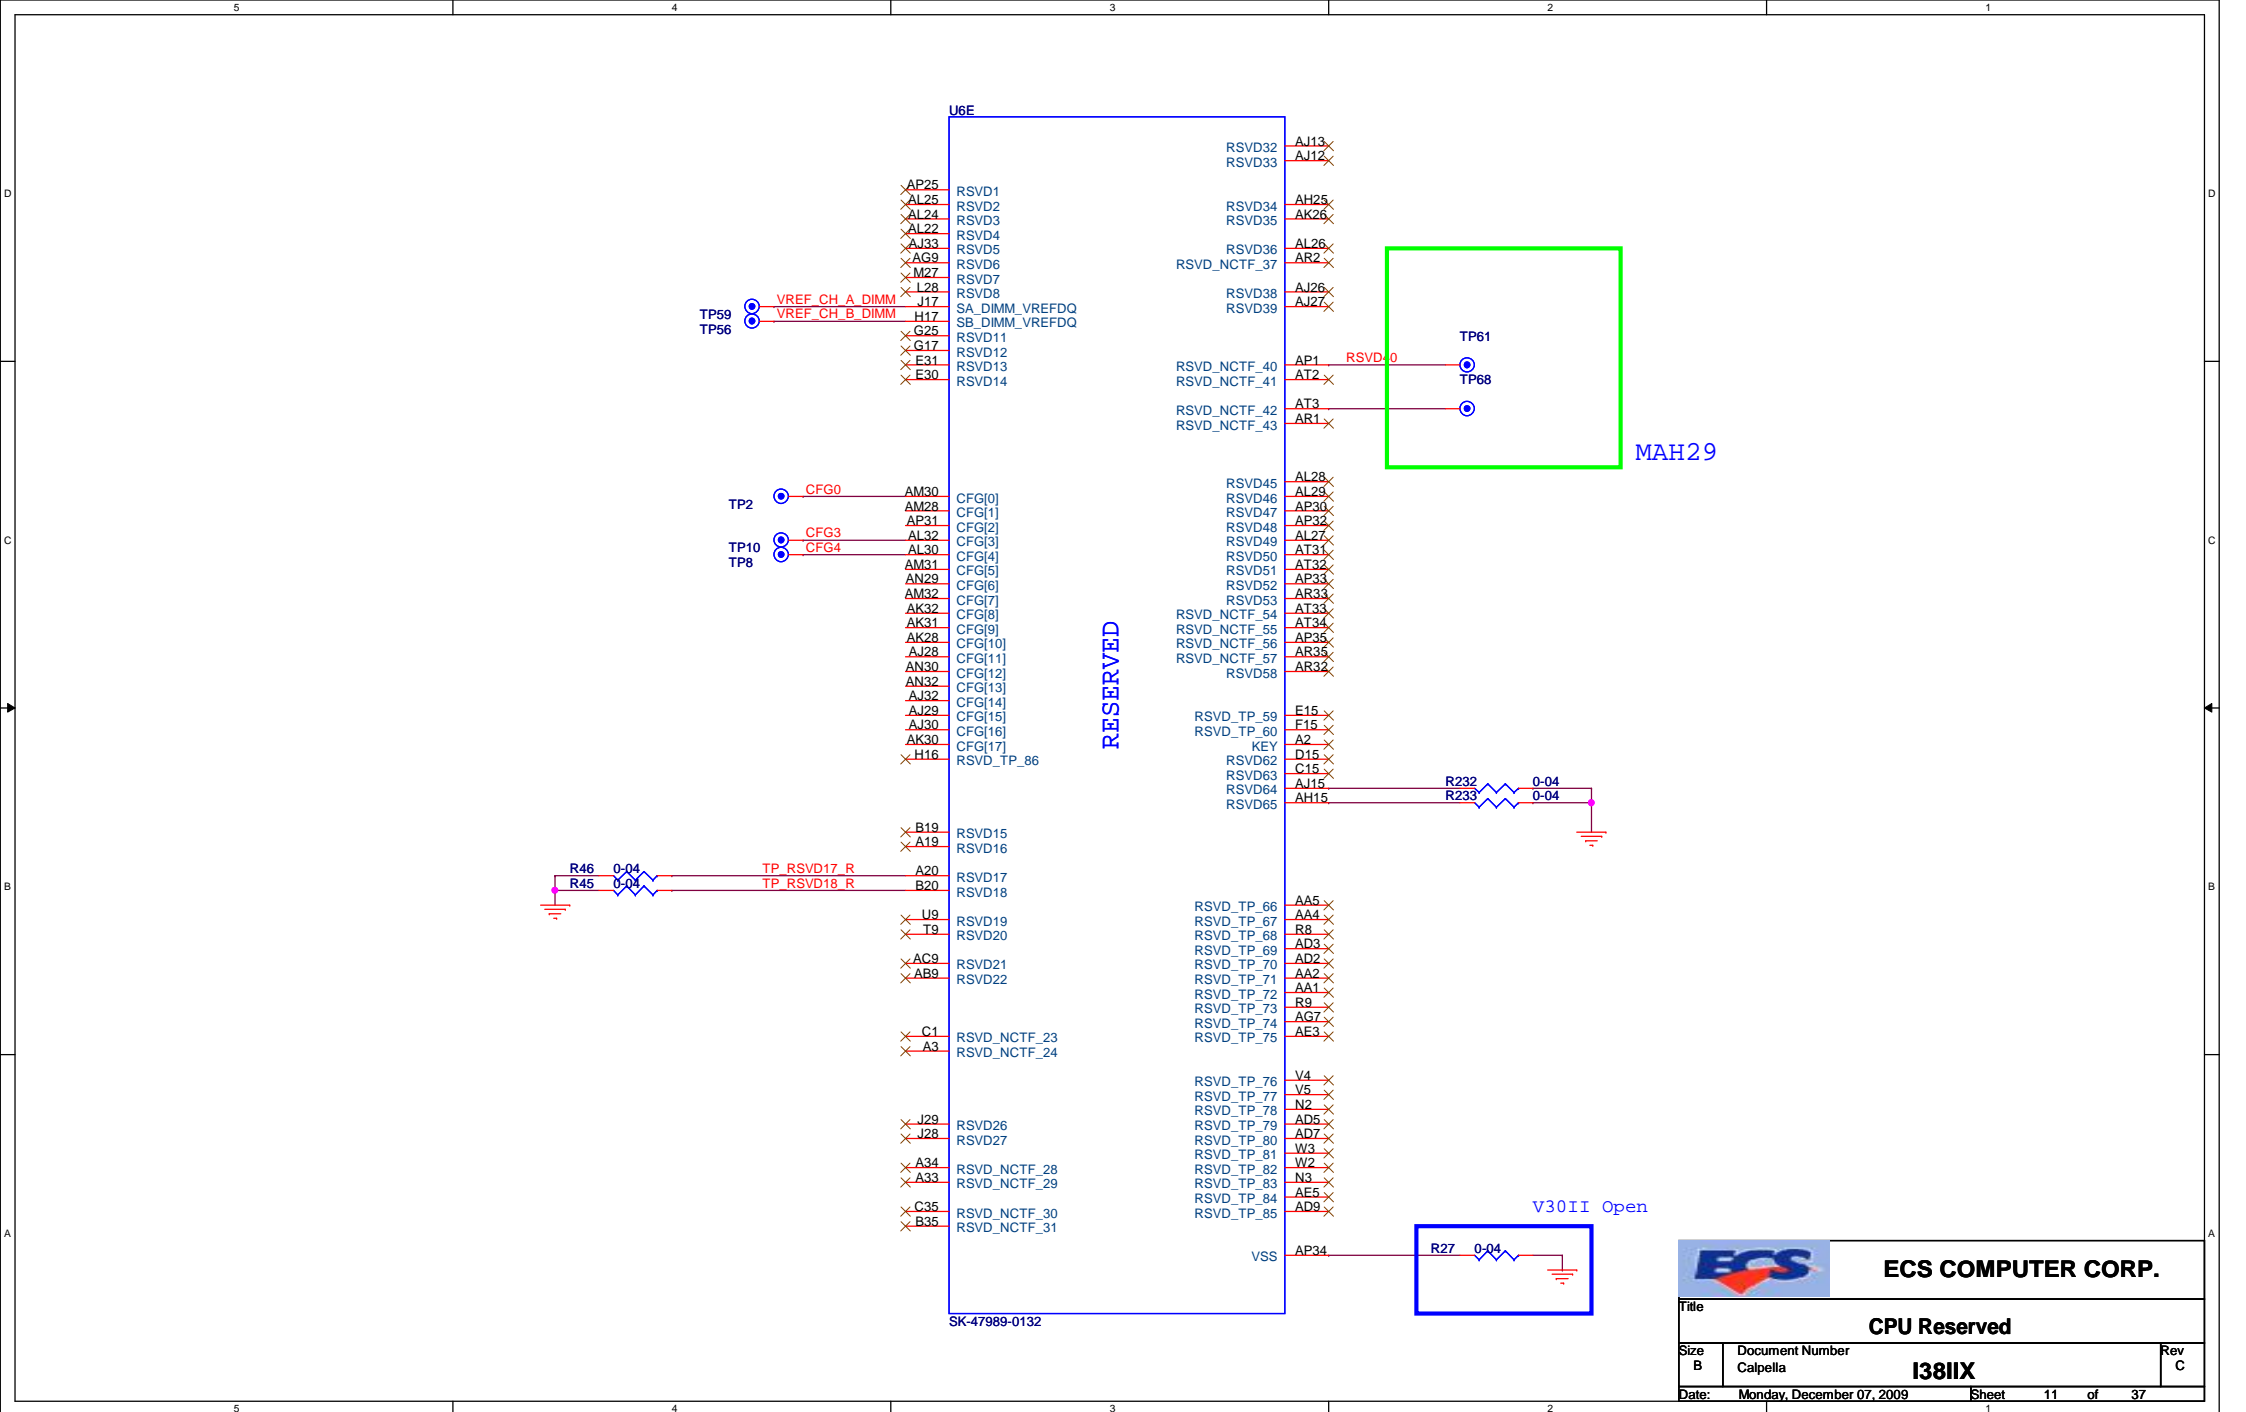 5 4 3 2 1
D D
C C
B B
A A
U6E
AP25 RSVD1
AL25 RSVD2
AL24 RSVD3
AL22 RSVD4
AJ33 RSVD5
AG9 RSVD6
M27 RSVD7
L28 RSVD8
TP59 VREF_CH_A_DIMM J17 SA_DIMM_VREFDQ
TP56 VREF_CH_B_DIMM H17 SB_DIMM_VREFDQ
G25 RSVD11
G17 RSVD12
E31 RSVD13
E30 RSVD14
TP2 CFG0 AM30 CFG[0]
AM28 CFG[1]
AP31 CFG[2]
TP10 CFG3 AL32 CFG[3]
TP8 CFG4 AL30 CFG[4]
AM31 CFG[5]
AN29 CFG[6]
AM32 CFG[7]
AK32 CFG[8]
AK31 CFG[9]
AK28 CFG[10]
AJ28 CFG[11]
AN30 CFG[12]
AN32 CFG[13]
AJ32 CFG[14]
AJ29 CFG[15]
AJ30 CFG[16]
AK30 CFG[17]
H16 RSVD_TP_86
B19 RSVD15
A19 RSVD16
R46 0-04 TP_RSVD17_R A20 RSVD17
R45 0-04 TP_RSVD18_R B20 RSVD18
U9 RSVD19
T9 RSVD20
AC9 RSVD21
AB9 RSVD22
C1 RSVD_NCTF_23
A3 RSVD_NCTF_24
J29 RSVD26
J28 RSVD27
A34 RSVD_NCTF_28
A33 RSVD_NCTF_29
C35 RSVD_NCTF_30
B35 RSVD_NCTF_31
RESERVED
RSVD32 AJ13
RSVD33 AJ12
RSVD34 AH25
RSVD35 AK26
RSVD36 AL26
RSVD_NCTF_37 AR2
RSVD38 AJ26
RSVD39 AJ27
TP61
RSVD_NCTF_40 AP1 RSVD40
RSVD_NCTF_41 AT2
TP68
RSVD_NCTF_42 AT3
RSVD_NCTF_43 AR1
MAH29
RSVD45 AL28
RSVD46 AL29
RSVD47 AP30
RSVD48 AP32
RSVD49 AL27
RSVD50 AT31
RSVD51 AT32
RSVD52 AP33
RSVD53 AR33
RSVD_NCTF_54 AT33
RSVD_NCTF_55 AT34
RSVD_NCTF_56 AP35
RSVD_NCTF_57 AR35
RSVD58 AR32
RSVD_TP_59 E15
RSVD_TP_60 F15
KEY A2
RSVD62 D15
RSVD63 C15
RSVD64 AJ15 R232 0-04
RSVD65 AH15 R233 0-04
RSVD_TP_66 AA5
RSVD_TP_67 AA4
RSVD_TP_68 R8
RSVD_TP_69 AD3
RSVD_TP_70 AD2
RSVD_TP_71 AA2
RSVD_TP_72 AA1
RSVD_TP_73 R9
RSVD_TP_74 AG7
RSVD_TP_75 AE3
RSVD_TP_76 V4
RSVD_TP_77 V5
RSVD_TP_78 N2
RSVD_TP_79 AD5
RSVD_TP_80 AD7
RSVD_TP_81 W3
RSVD_TP_82 W2
RSVD_TP_83 N3
RSVD_TP_84 AE5
RSVD_TP_85 AD9
V30II Open
VSS AP34 R27 0-04
SK-47989-0132
ECS ECS COMPUTER CORP.
Title
CPU Reserved
Size Document Number Rev
B Calpella I38IIX C
Date: Monday, December 07, 2009 Sheet 11 of 37
5 4 3 2 1